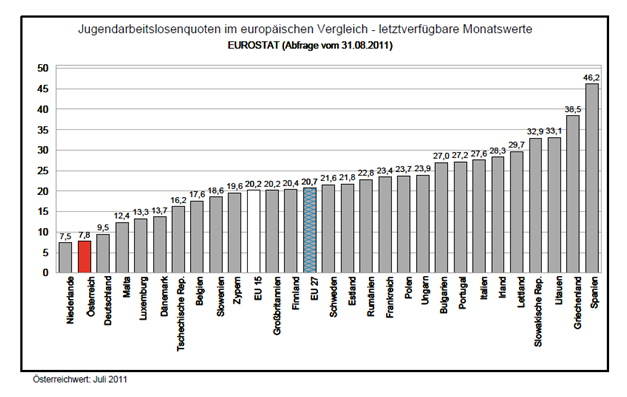 Jugendarbeitslosenquoten im europäischen Vergleich - letztverfügbare Monatswerte
EUROSTAT (Abfrage vom 31.08.2011)
50
45
40
35
30
25
20
15
10
5
0
7,5
7,8
9,5
12,4
13,3
13,7
16,2
17,6
18,6
19,6
20,2
20,2
20,4
20,7
21,6
21,8
22,8
23,4
23,7
23,9
27,0
27,2
27,6
28,3
29,7
32,9
33,1
38,5
46,2
Niederlande
Österreich
Deutschland
Malta
Luxemburg
Dänemark
Tschechische Rep.
Belgien
Slowenien
Zypern
EU 15
Großbritannien
Finnland
EU 27
Schweden
Estland
Rumänien
Frankreich
Polen
Ungarn
Bulgarien
Portugal
Italien
Irland
Lettland
Slowakische Rep.
Litauen
Griechenland
Spanien
Österreichwert: Juli 2011